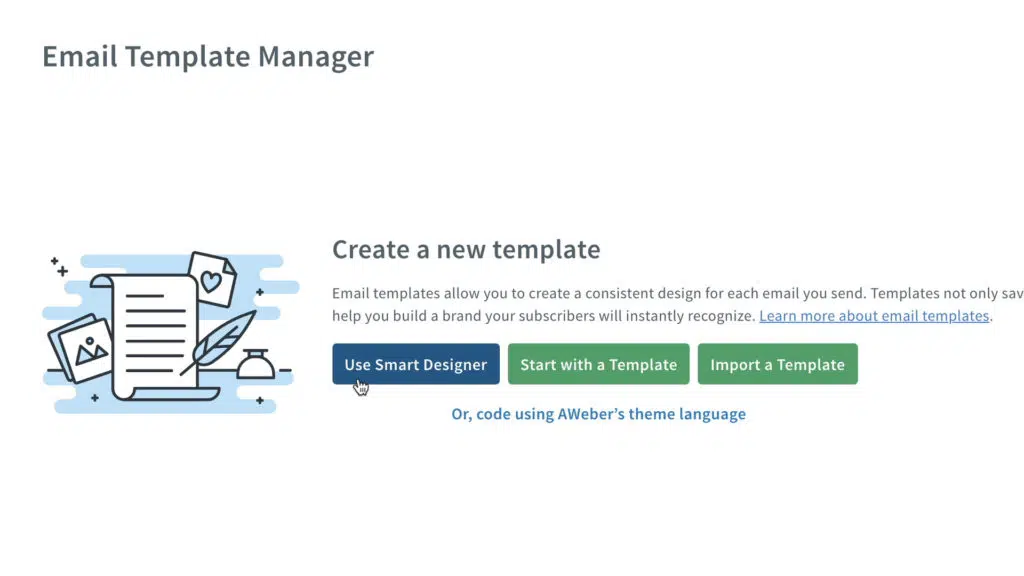 Email Template Manager
Create a new template
Email templates allow you to create a consistent design for each email you send. Templates not only
help you build a brand your subscribers will instantly recognize. Learn more about email templates.
Use Smart Designer
Start with a Template
Import a Template
Or, code using AWeber’s theme language